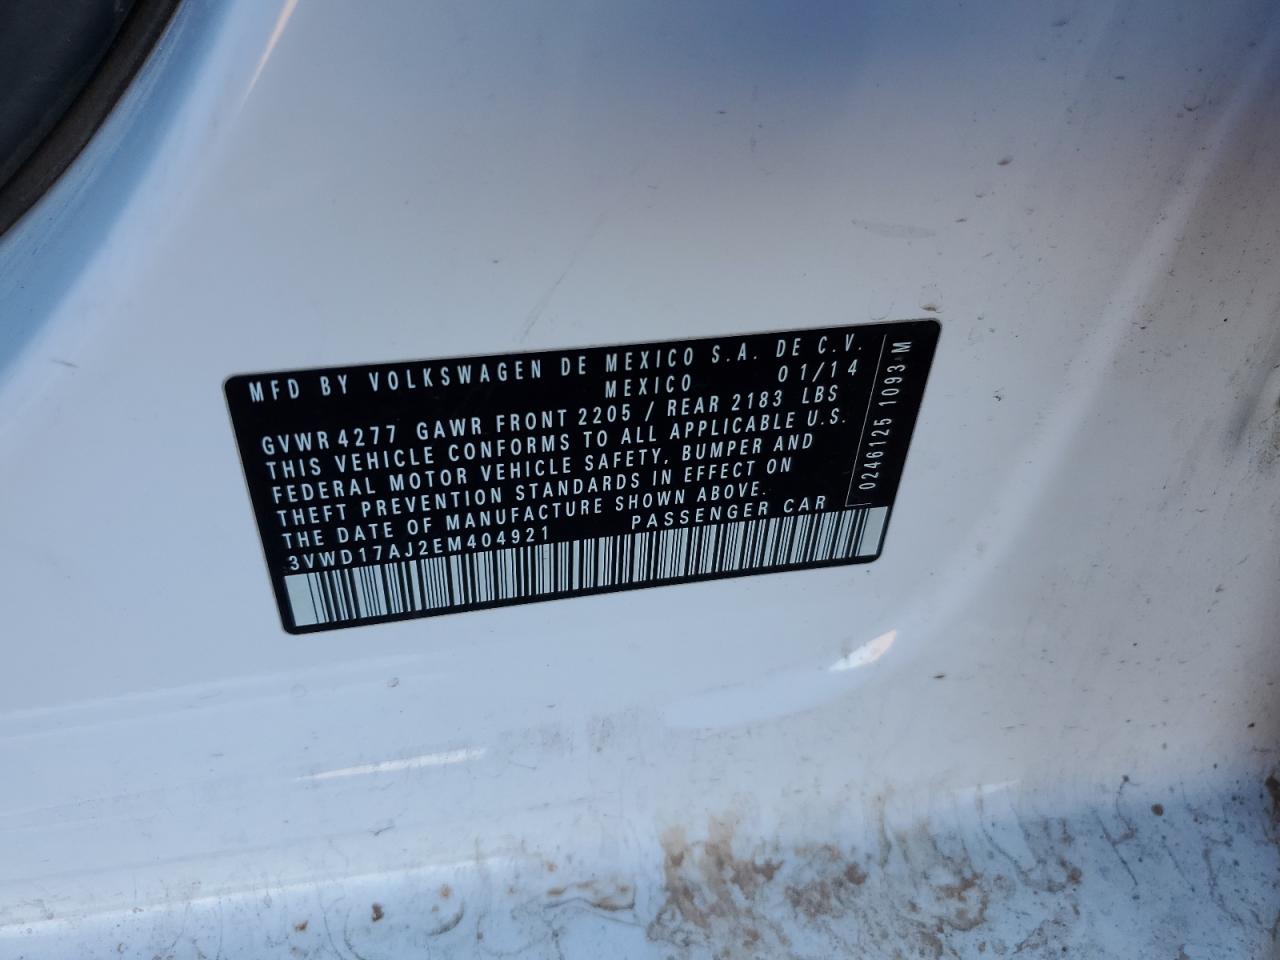 MFD BY VOLKSWAGEN DE MEXICO S.A. DE C.V.
MEXICO 01/14
GVWR 4277 GAWR FRONT 2205 / REAR 2183 LBS
THIS VEHICLE CONFORMS TO ALL APPLICABLE U.S.
FEDERAL MOTOR VEHICLE SAFETY, BUMPER AND
THEFT PREVENTION STANDARDS IN EFFECT ON
THE DATE OF MANUFACTURE SHOWN ABOVE.
3VWD17AJ2EM404921 PASSENGER CAR
0246125 1093 M